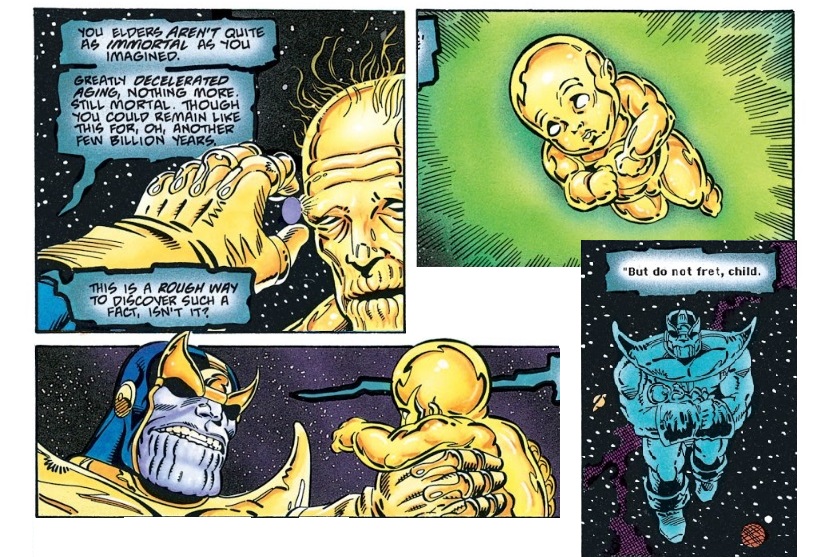 YOU ELDERS AREN'T QUITE
AS IMMORTAL AS YOU
IMAGINED.
GREATLY DECELERATED
AGING, NOTHING MORE.
STILL MORTAL. THOUGH
YOU COULD REMAIN LIKE
THIS FOR, OH, ANOTHER
FEW BILLION YEARS.
THIS IS A ROUGH WAY
TO DISCOVER SUCH A
FACT, ISN'T IT?
"But do not fret, child.